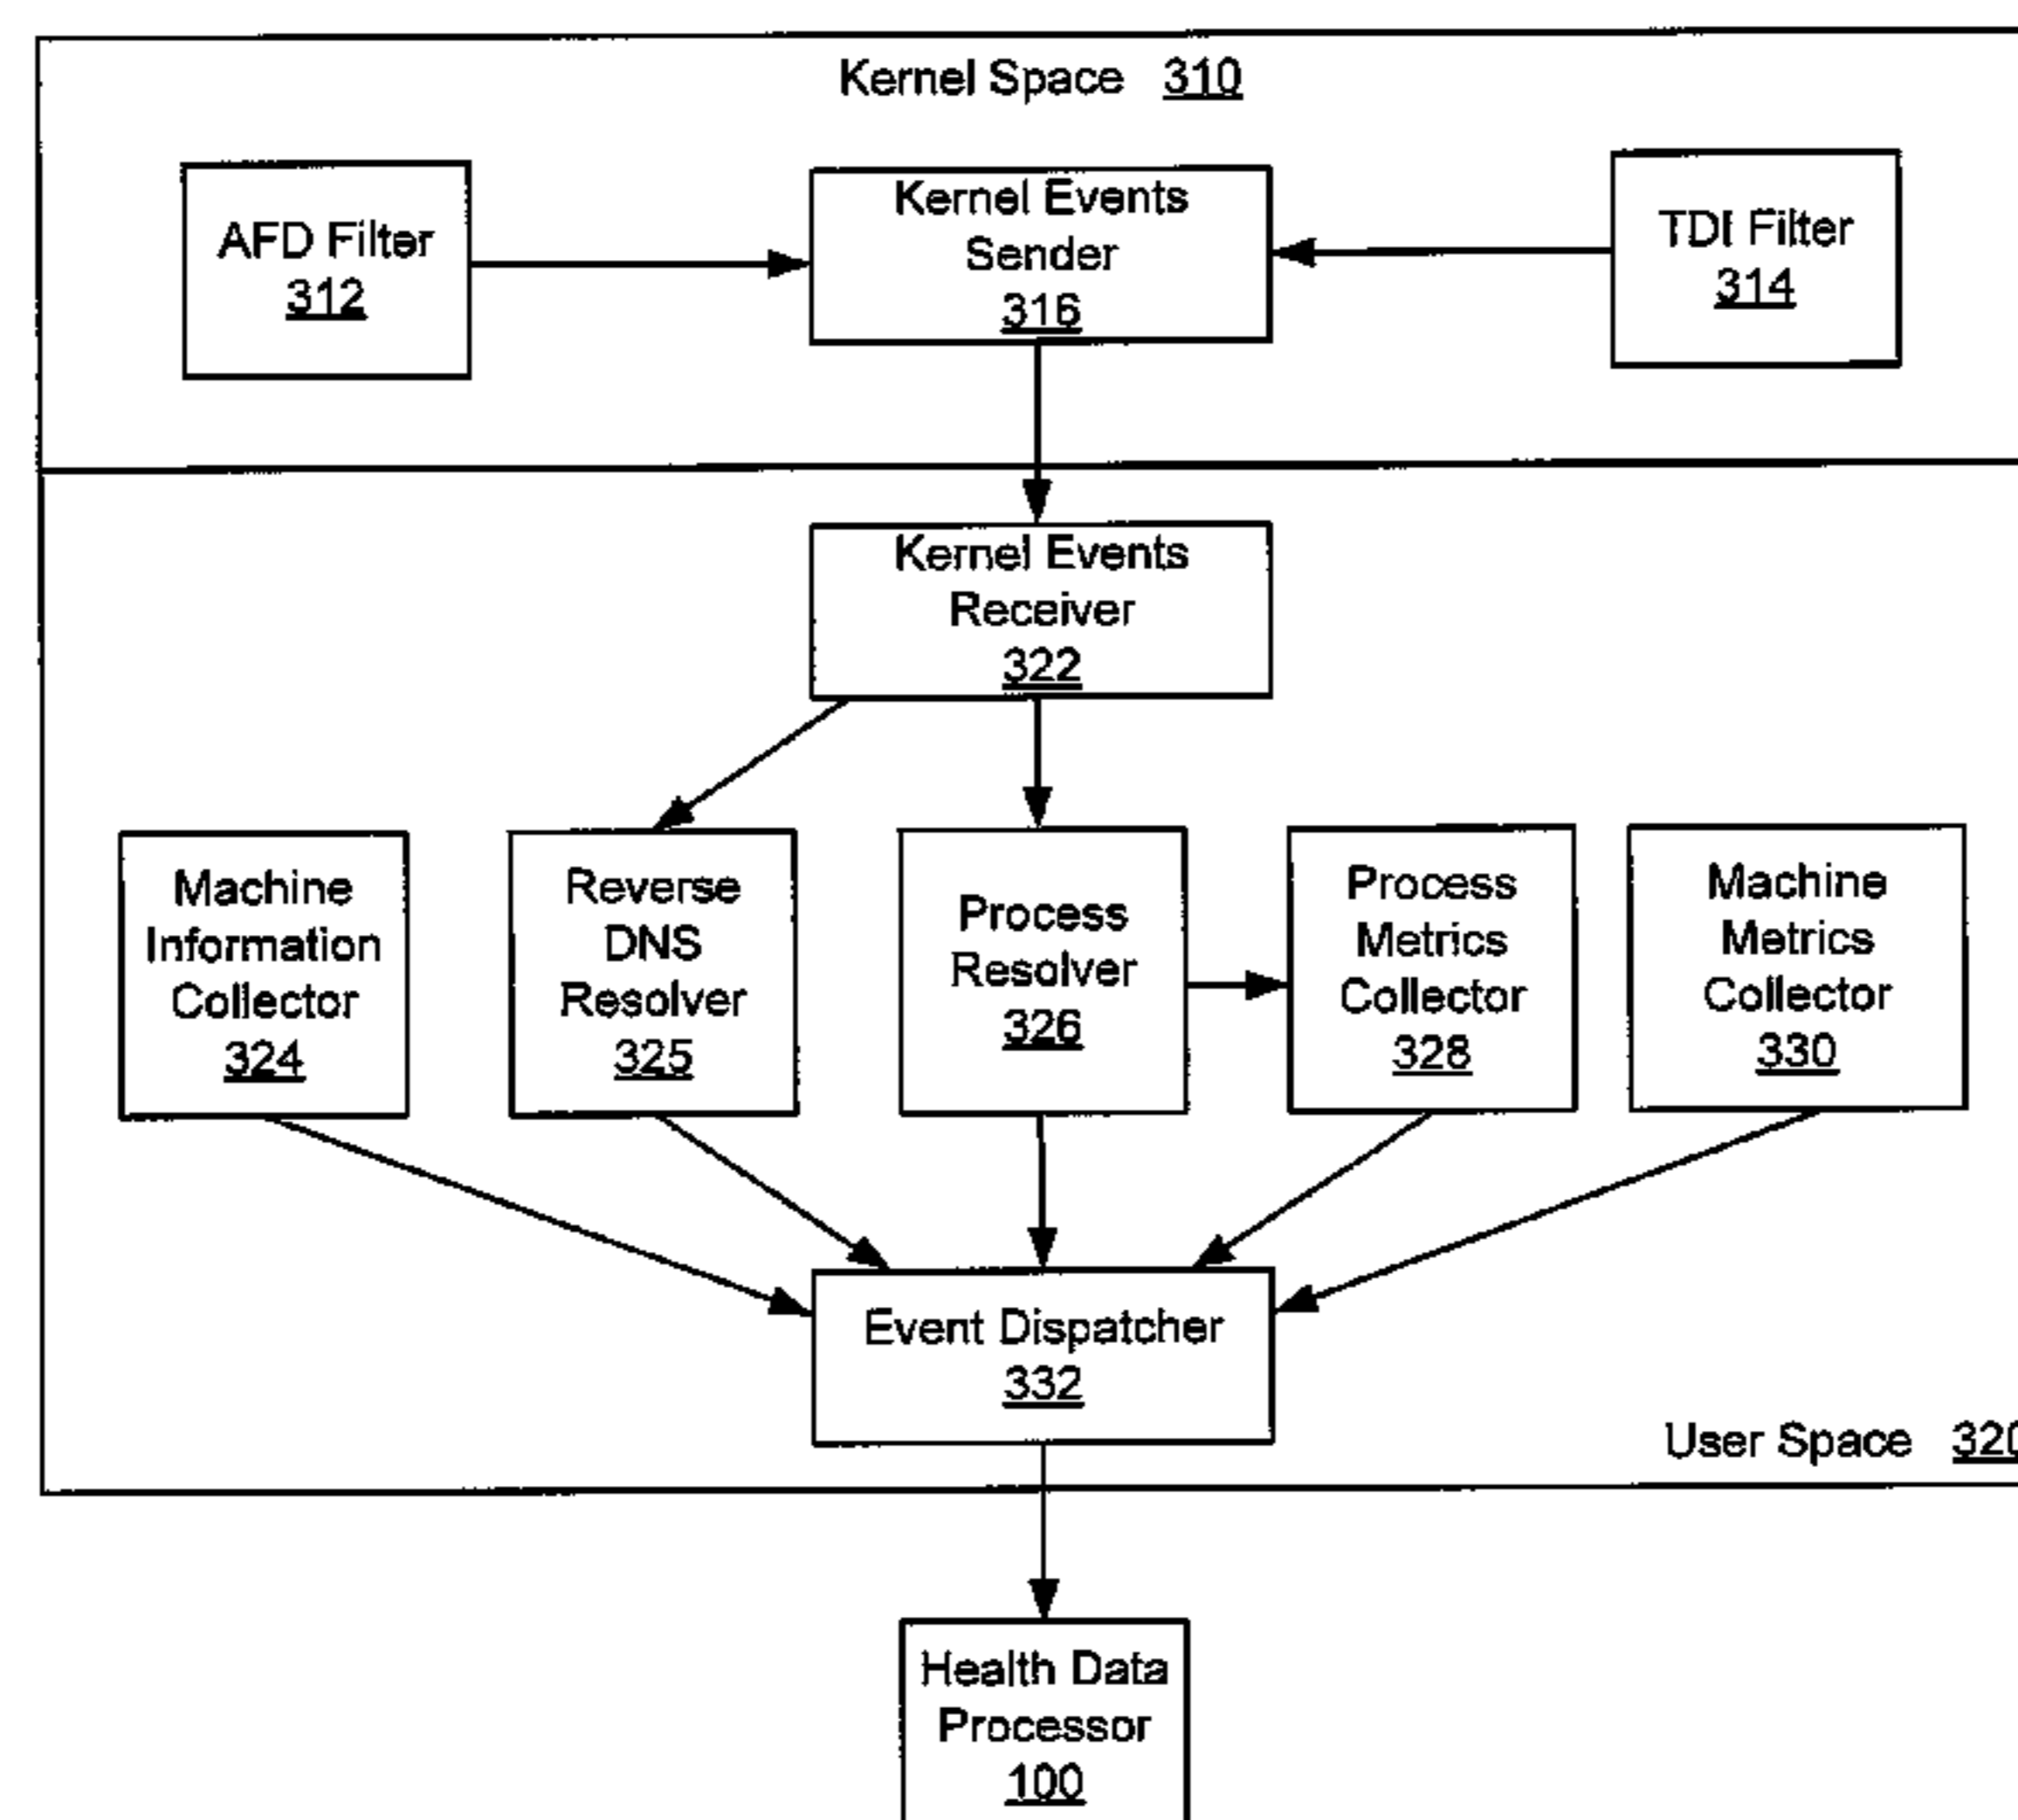 Kernel Space 310
AFD Filter
312
Kernel Events
Sender
316
TDI Filter
314
Kernel Events
Receiver
322
Machine
Information
Collector
324
Reverse
DNS
Resolver
325
Process
Resolver
326
Process
Metrics
Collector
328
Machine
Metrics
Collector
330
Event Dispatcher
332
User Space 320
Health Data
Processor
100